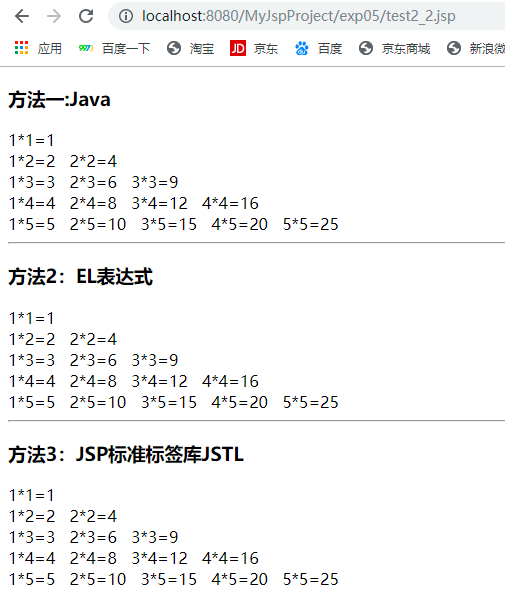 localhost:8080/MyJspProject/exp05/test2_2.jsp
应用 997 百度一下 淘宝 JD 京东 百度 京东商城 新浪微
方法一:Java
1*1=1
1*2=2 2*2=4
1*3=3 2*3=6 3*3=9
1*4=4 2*4=8 3*4=12 4*4=16
1*5=5 2*5=10 3*5=15 4*5=20 5*5=25
方法2：EL表达式
1*1=1
1*2=2 2*2=4
1*3=3 2*3=6 3*3=9
1*4=4 2*4=8 3*4=12 4*4=16
1*5=5 2*5=10 3*5=15 4*5=20 5*5=25
方法3：JSP标准标签库JSTL
1*1=1
1*2=2 2*2=4
1*3=3 2*3=6 3*3=9
1*4=4 2*4=8 3*4=12 4*4=16
1*5=5 2*5=10 3*5=15 4*5=20 5*5=25